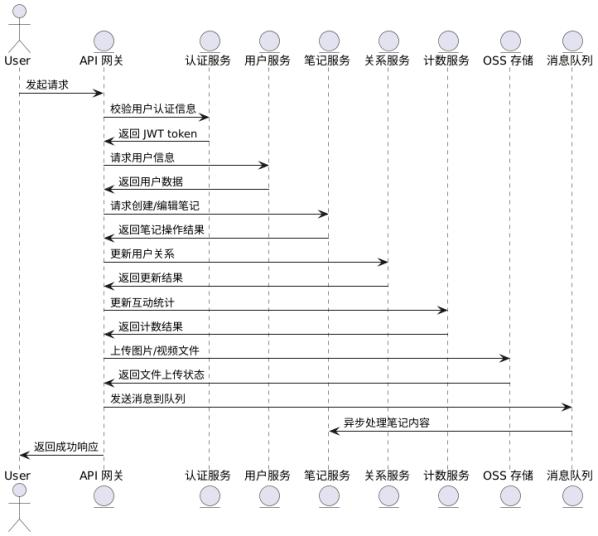 User API 网关 认证服务 用户服务 笔记服务 关系服务 计数服务 OSS 存储 消息队列
发起请求
校验用户认证信息
返回 JWT token
请求用户信息
返回用户数据
请求创建/编辑笔记
返回笔记操作结果
更新用户关系
返回更新结果
更新互动统计
返回计数结果
上传图片/视频文件
返回文件上传状态
发送消息到队列
异步处理笔记内容
返回成功响应
User API 网关 认证服务 用户服务 笔记服务 关系服务 计数服务 OSS 存储 消息队列